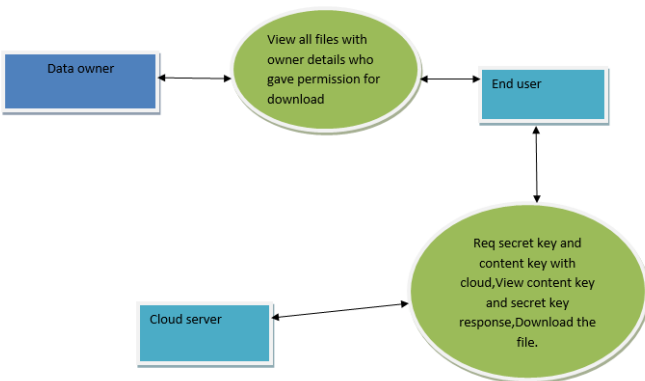 View all files with
owner details who
gave permission for
download
Data owner
End user
Req secret key and
content key with
cloud,View content key
and secret key
response,Download the
file.
Cloud server